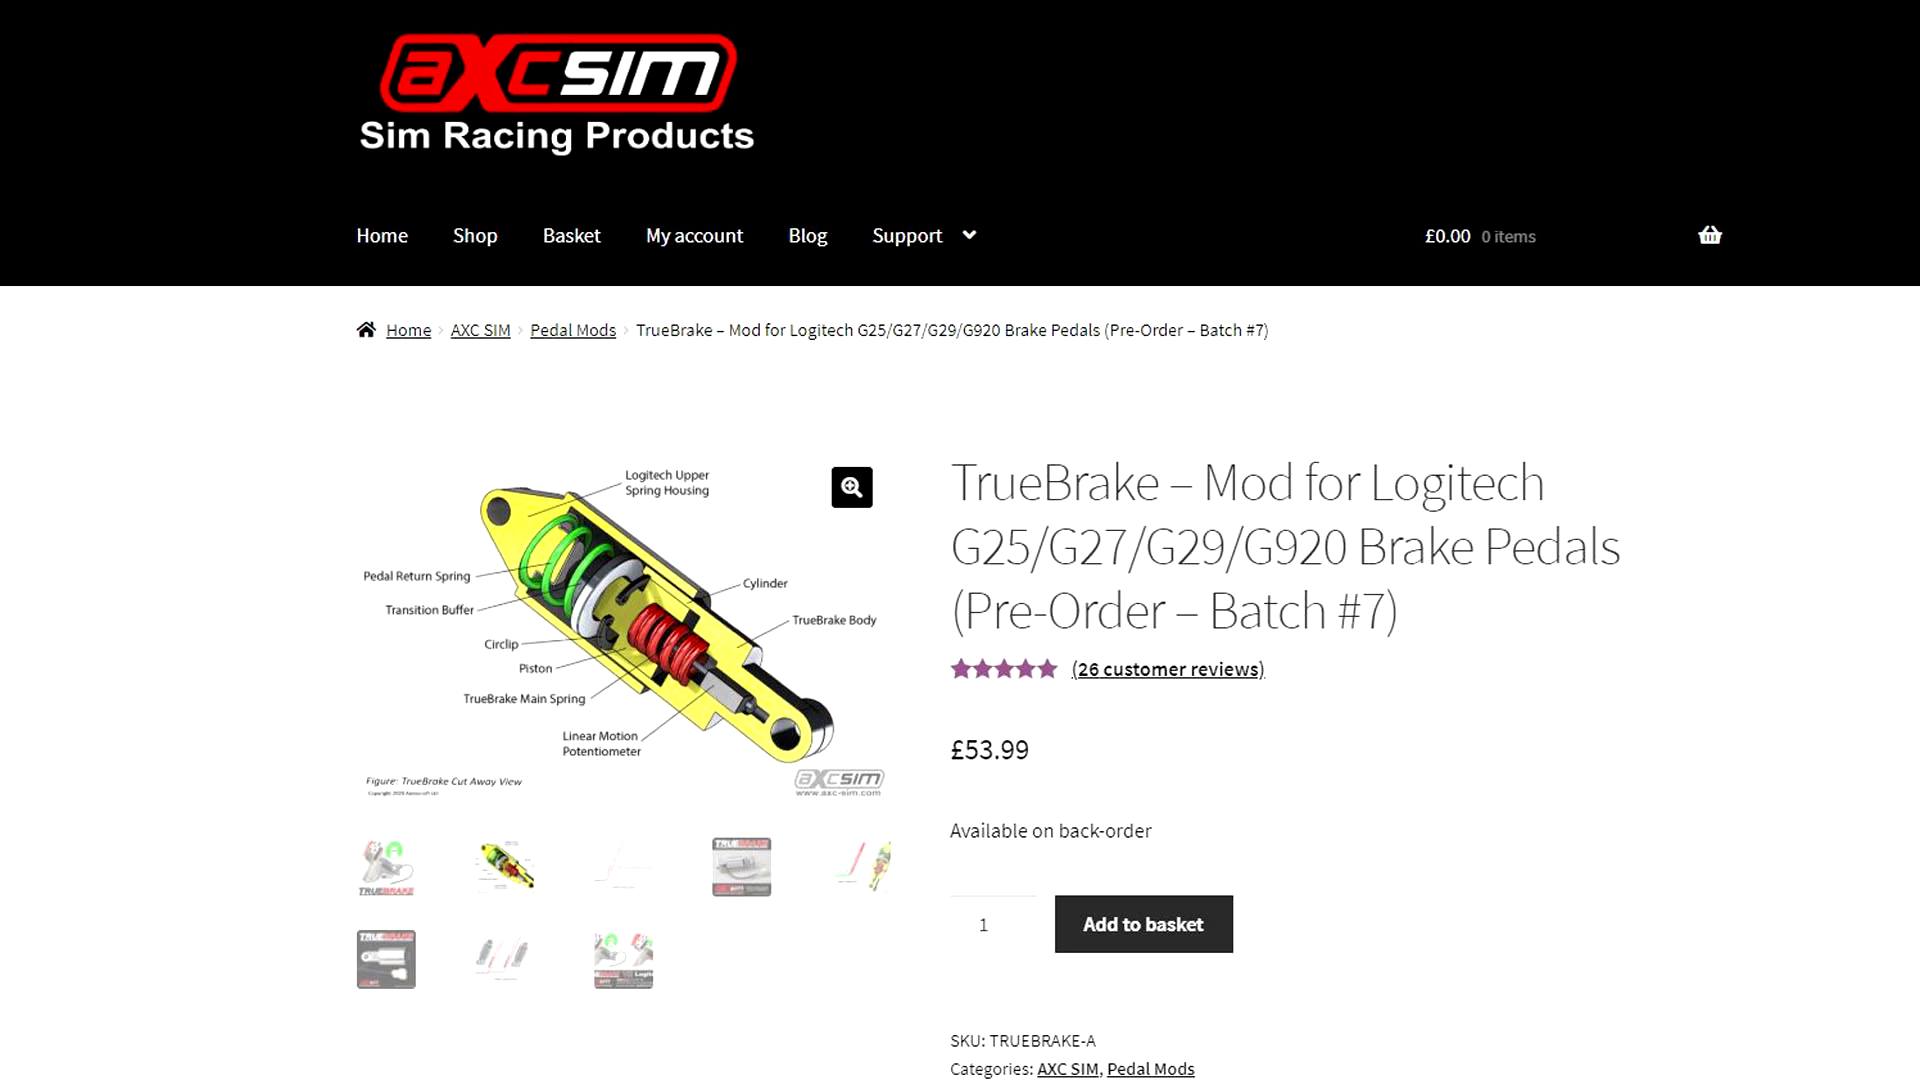 axcsim
Sim Racing Products
Home Shop Basket My account Blog Support £0.00 0 items
Home > AXC SIM > Pedal Mods > TrueBrake – Mod for Logitech G25/G27/G29/G920 Brake Pedals (Pre-Order – Batch #7)
Logitech Upper
Spring Housing
Pedal Return Spring
Transition Buffer
Circlip
Piston
TrueBrake Main Spring
Linear Motion
Potentiometer
Cylinder
TrueBrake Body
Figure: TrueBrake Cut Away View
axcsim
www.axc-sim.com
TRUEBRAKE
TRUEBRAKE
TRUEBRAKE
TrueBrake – Mod for Logitech
G25/G27/G29/G920 Brake Pedals
(Pre-Order – Batch #7)
(26 customer reviews)
£53.99
Available on back-order
1 Add to basket
SKU: TRUEBRAKE-A
Categories: AXC SIM, Pedal Mods